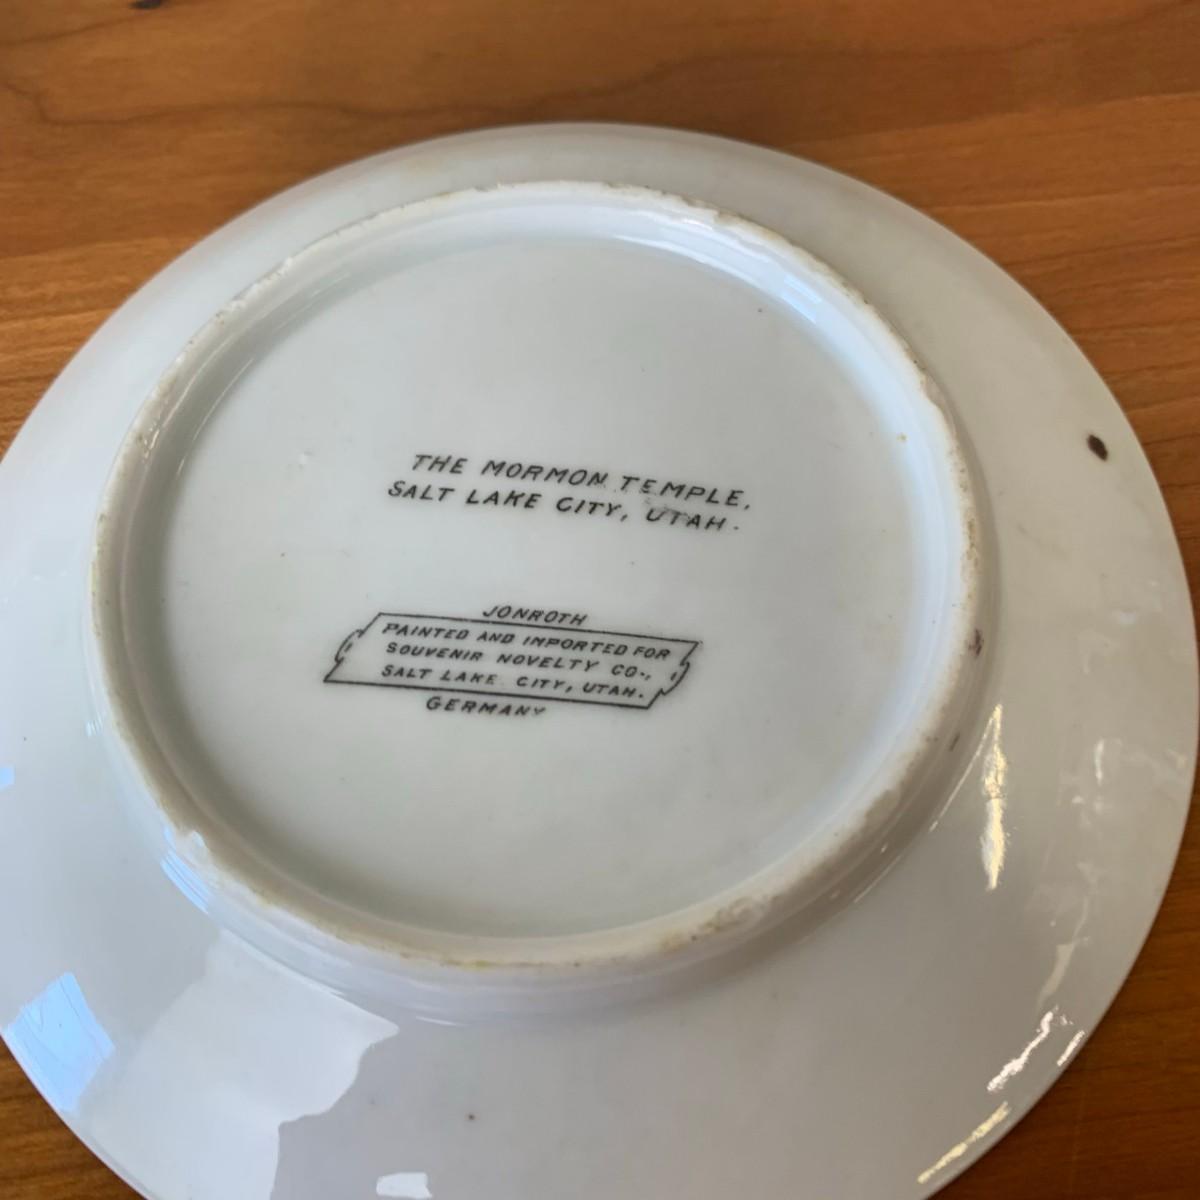 THE MORMON TEMPLE,
SALT LAKE CITY, UTAH.
JONROTH
PAINTED AND IMPORTED FOR
SOUVENIR NOVELTY CO.,
SALT LAKE CITY, UTAH.
GERMANY